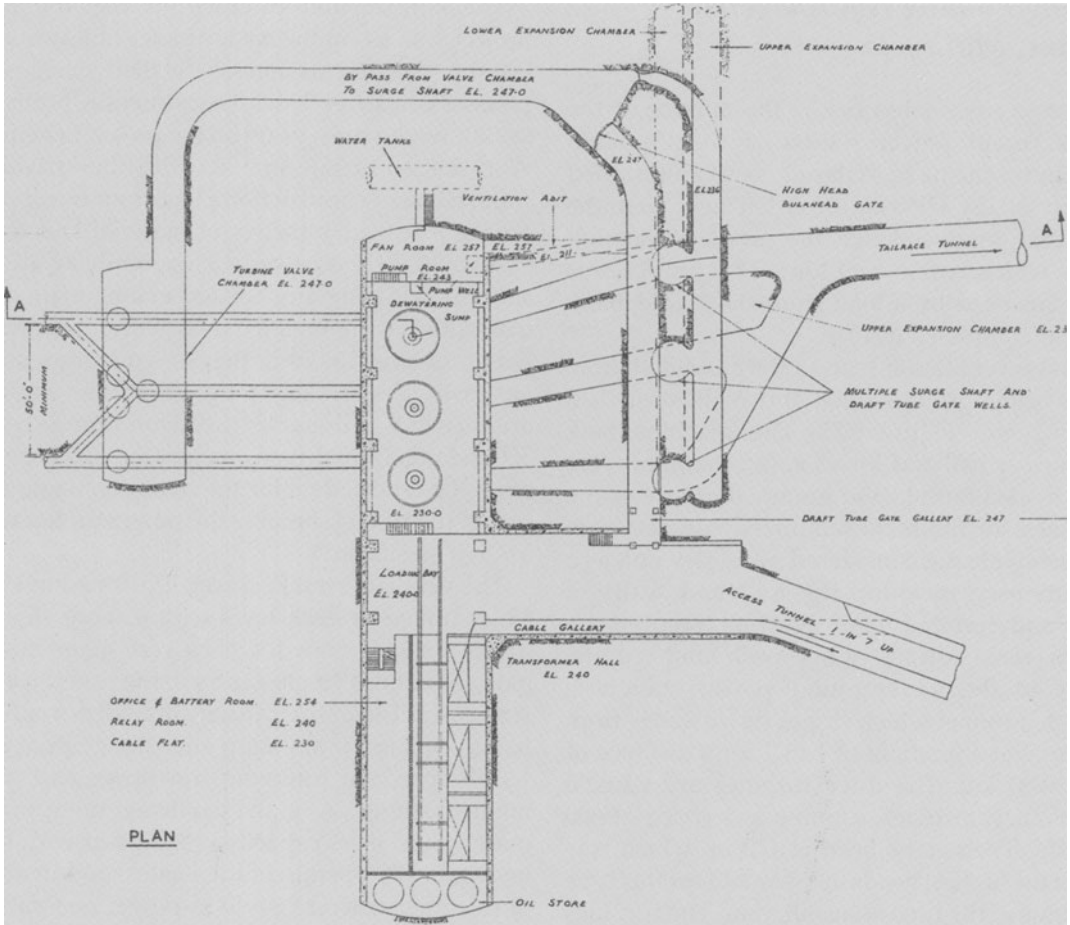 LOWER EXPANSION CHAMBER
UPPER EXPANSION CHAMBER
BY PASS FROM VALVE CHAMBER
TO SURGE SHAFT EL. 247·0
WATER TANKS
EL 247
EL 236
HIGH HEAD
BULKHEAD GATE
VENTILATION ADIT
A
TAILRACE TUNNEL
FAN ROOM EL 257
EL. 257
EL 211
PUMP ROOM
EL 243
PUMP WELL
TURBINE VALVE
CHAMBER EL. 247·0
DEWATERING
SUMP
A
UPPER EXPANSION CHAMBER EL. 23
50'-0"
MINIMUM
MULTIPLE SURGE SHAFT AND
DRAFT TUBE GATE WELLS.
EL. 230·0
DRAFT TUBE GATE GALLERY EL. 247
LOADING BAY
EL 240·0
ACCESS TUNNEL 1 IN 7 UP
CABLE GALLERY
TRANSFORMER HALL
EL. 240
OFFICE & BATTERY ROOM. EL. 254
RELAY ROOM. EL. 240
CABLE FLAT. EL. 230
PLAN
OIL STORE